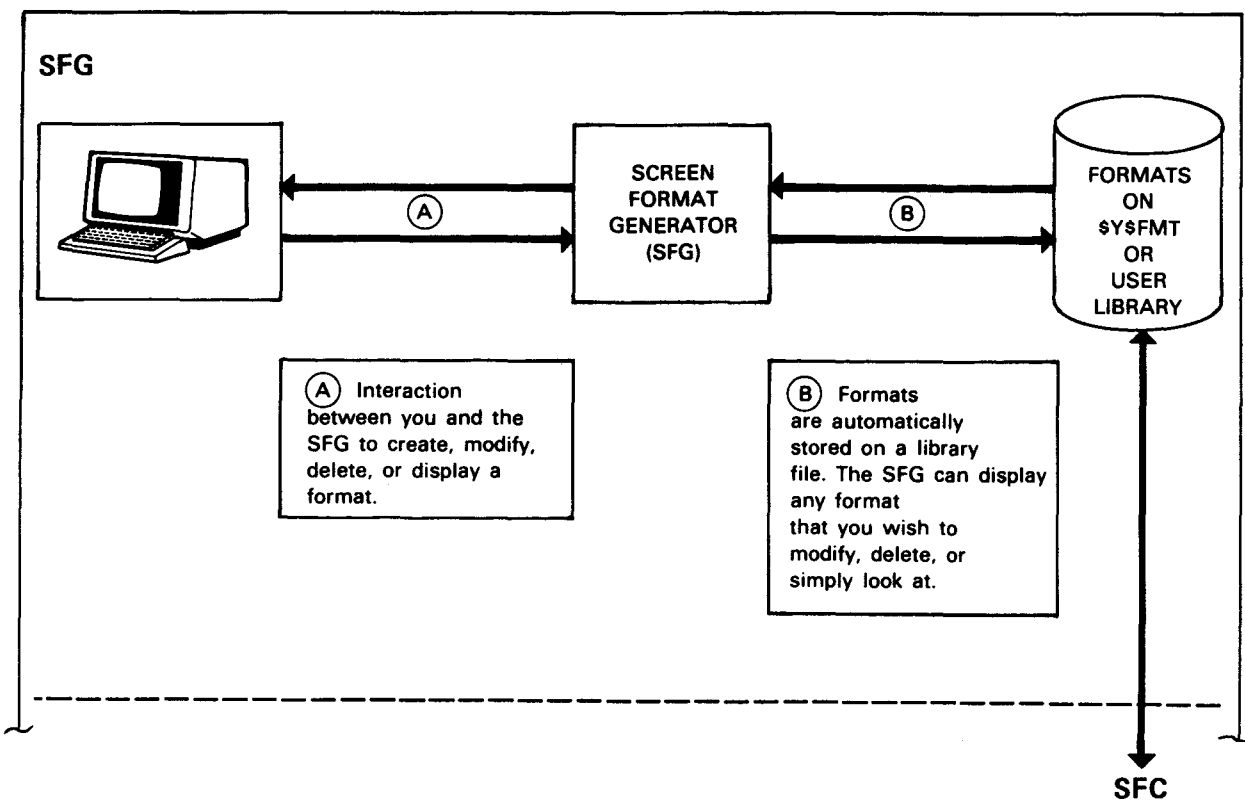 SFG
SCREEN
FORMAT
GENERATOR
(SFG)
FORMATS
ON
$Y$FMT
OR
USER
LIBRARY
A
B
A Interaction
between you and the
SFG to create, modify,
delete, or display a
format.
B Formats
are automatically
stored on a library
file. The SFG can display
any format
that you wish to
modify, delete, or
simply look at.
SFC